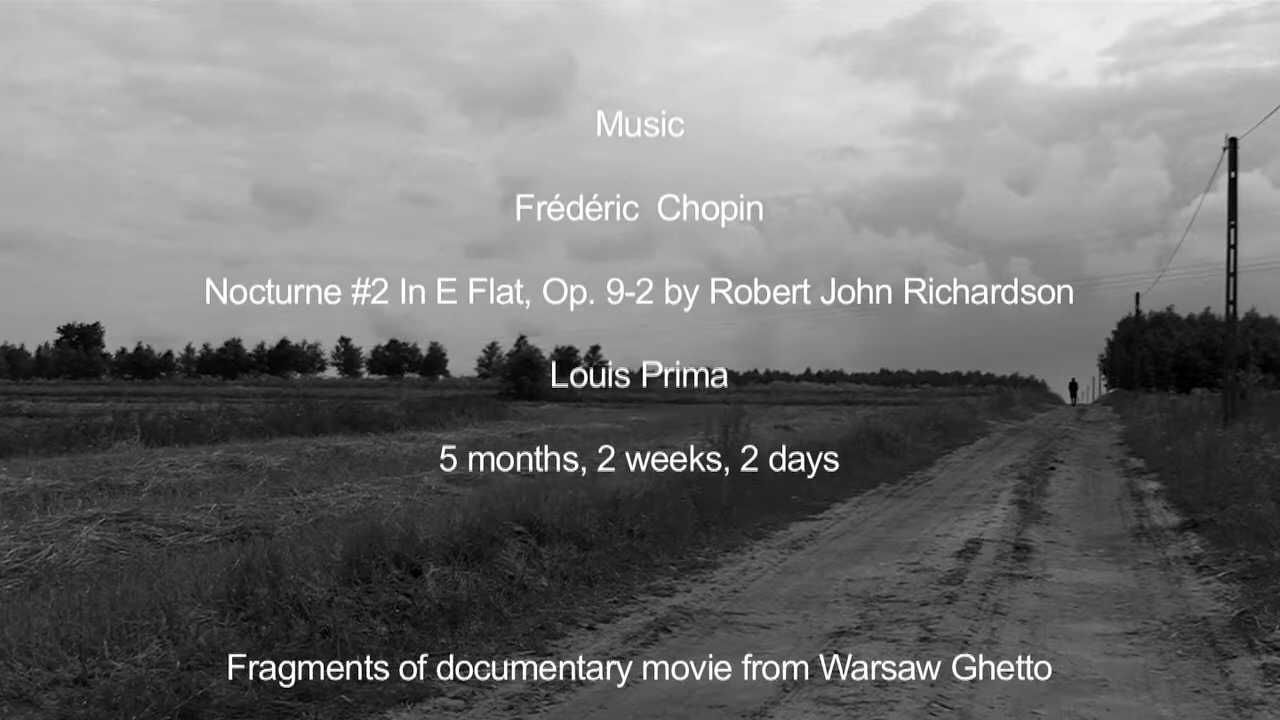 Music
Frédéric Chopin
Nocturne #2 In E Flat, Op. 9-2 by Robert John Richardson
Louis Prima
5 months, 2 weeks, 2 days
Fragments of documentary movie from Warsaw Ghetto